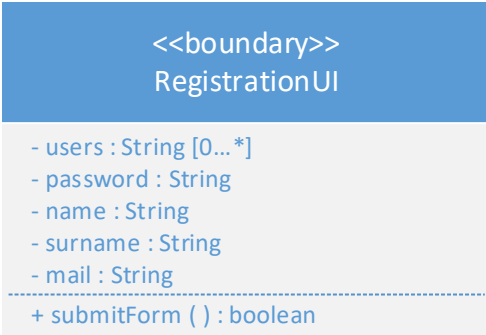 <<boundary>>
RegistrationUI
- users : String [0...*]
- password : String
- name : String
- surname : String
- mail : String
+ submitForm ( ) : boolean